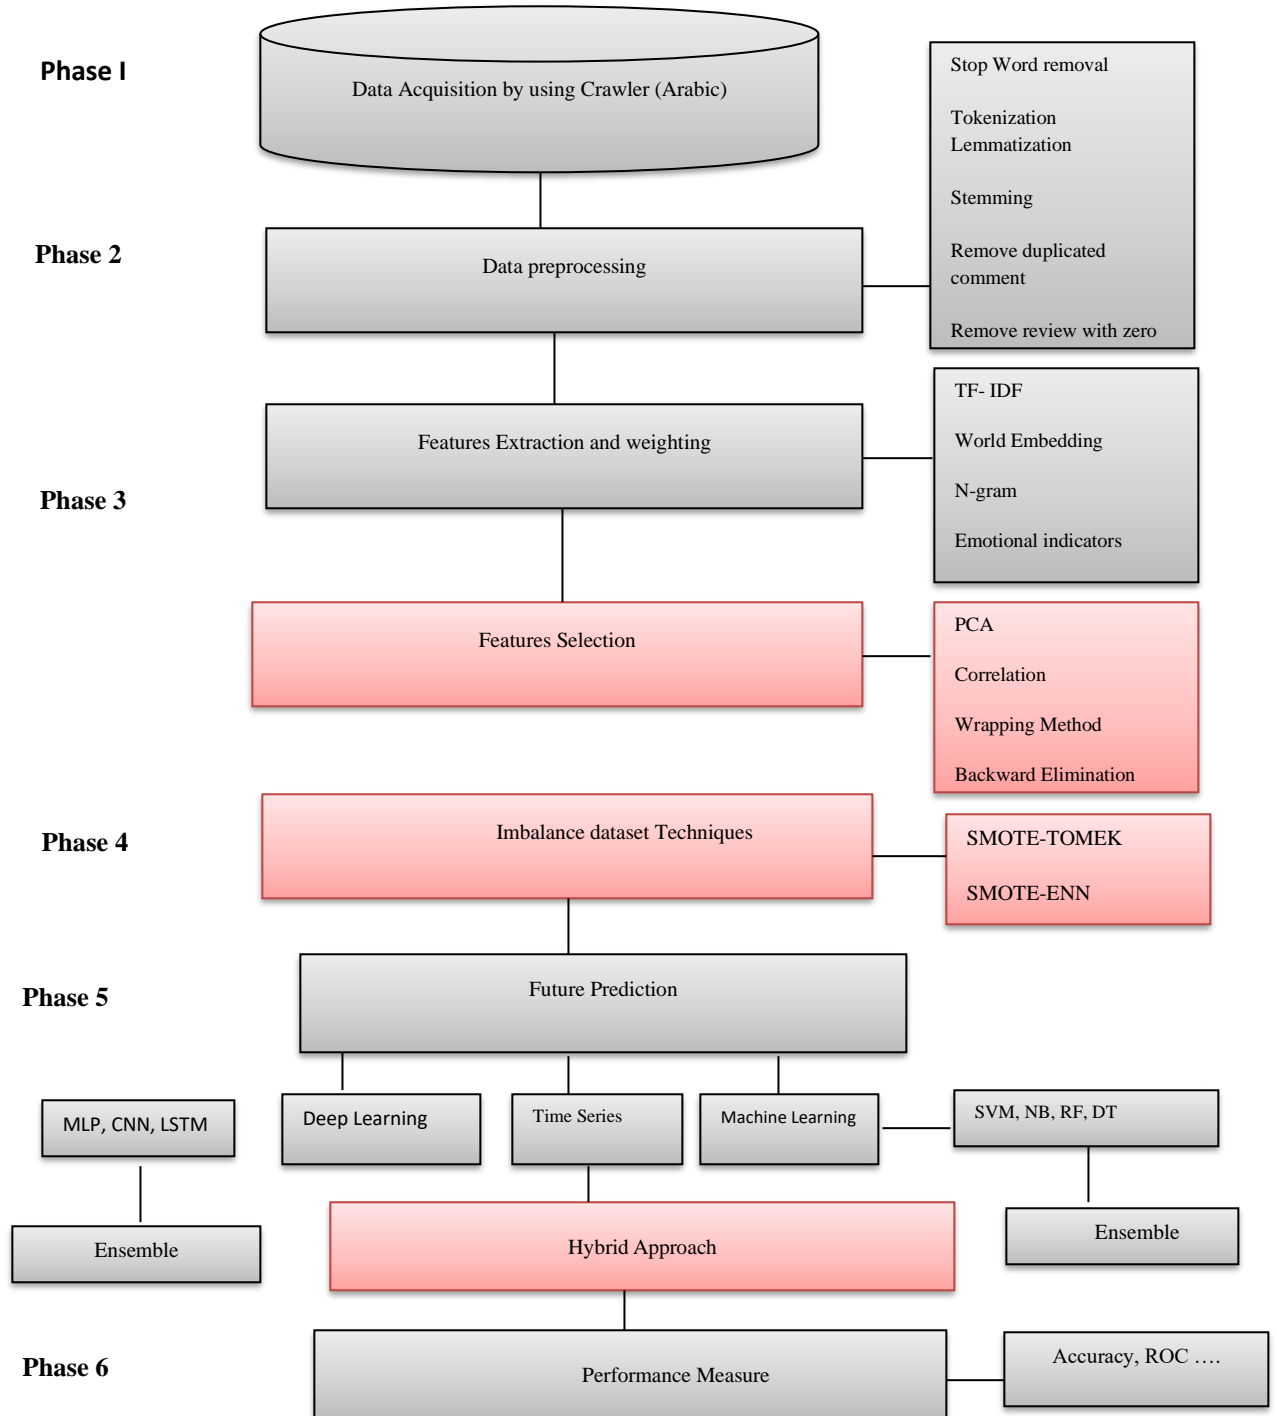 Phase I
Data Acquisition by using Crawler (Arabic)
Stop Word removal
Tokenization
Lemmatization
Stemming
Remove duplicated
comment
Remove review with zero
Phase 2
Data preprocessing
Phase 3
Features Extraction and weighting
TF- IDF
World Embedding
N-gram
Emotional indicators
Features Selection
PCA
Correlation
Wrapping Method
Backward Elimination
Phase 4
Imbalance dataset Techniques
SMOTE-TOMEK
SMOTE-ENN
Phase 5
Future Prediction
MLP, CNN, LSTM
Deep Learning
Time Series
Machine Learning
SVM, NB, RF, DT
Ensemble
Hybrid Approach
Ensemble
Phase 6
Performance Measure
Accuracy, ROC ….